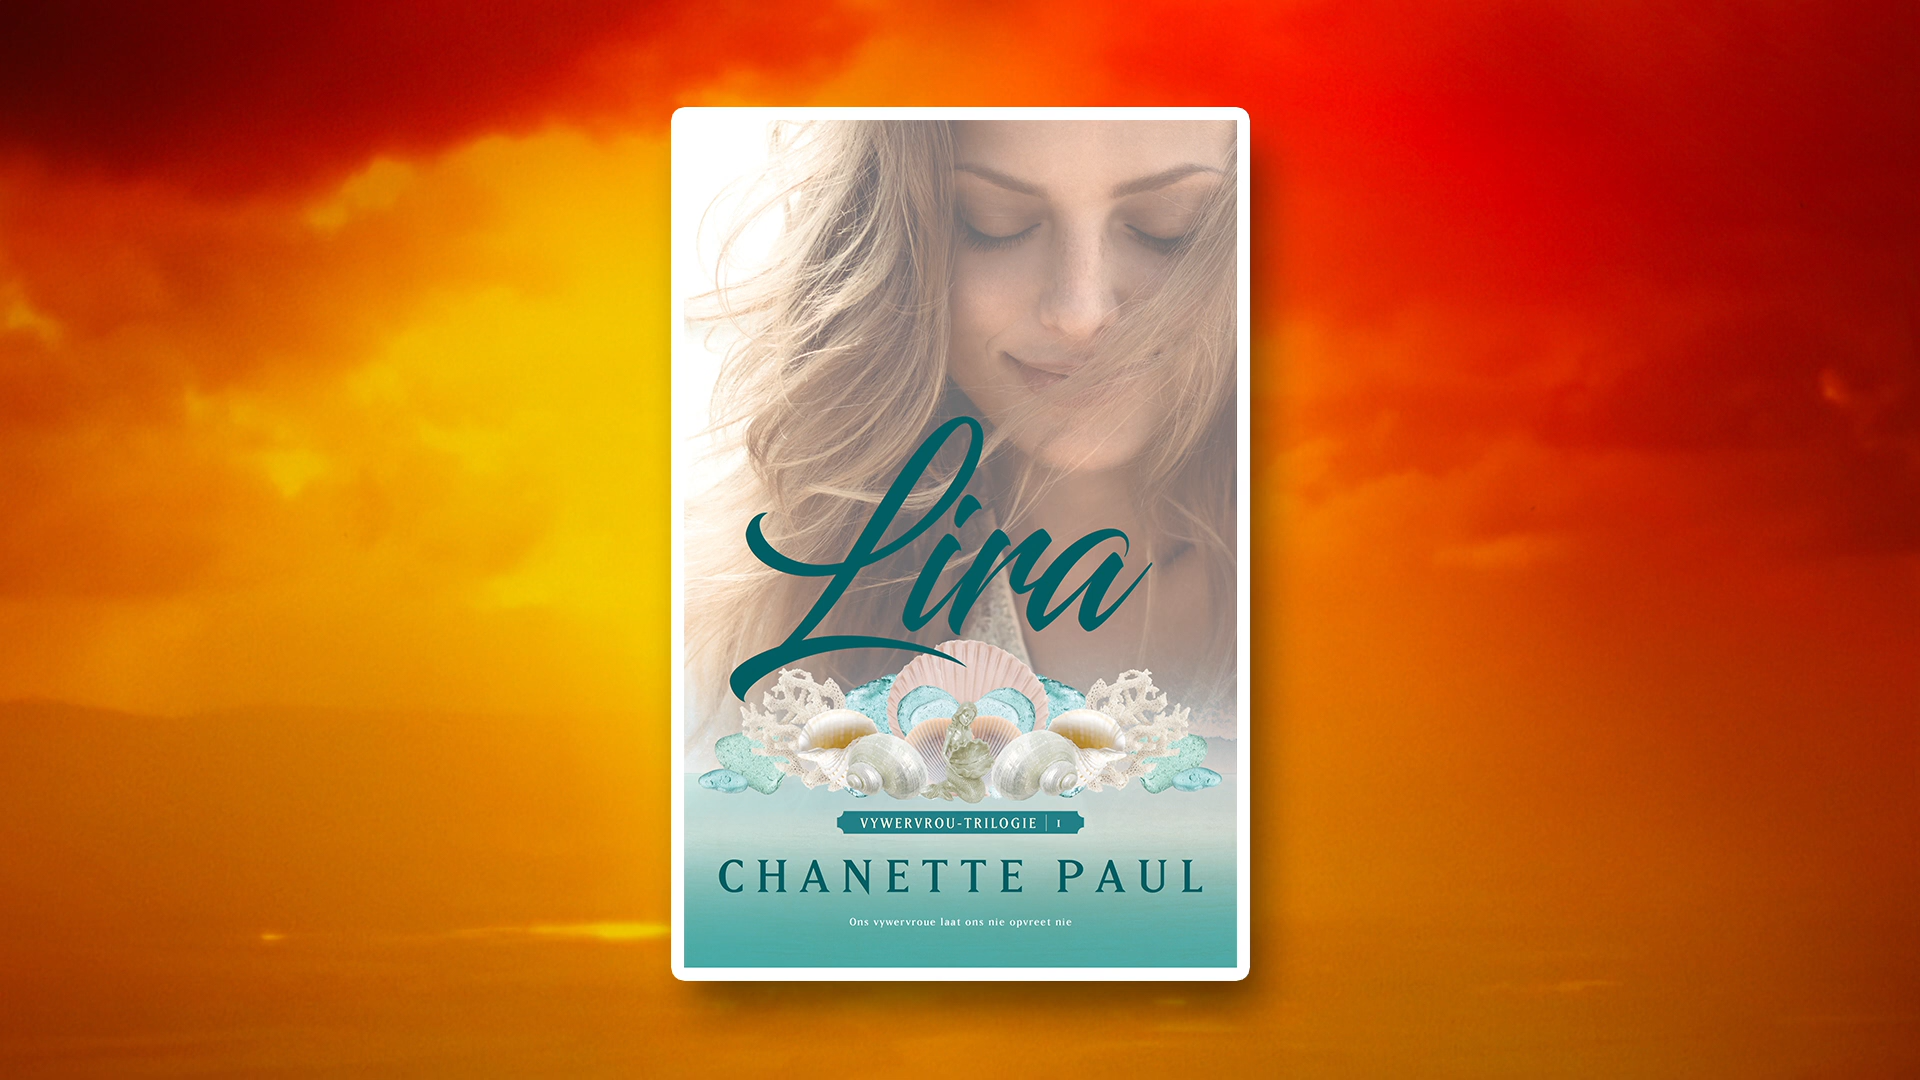 Lira
VYWERVROU-TRILOGIE | 1
CHANETTE PAUL
Ons vywervroue laat ons nie opvreet nie